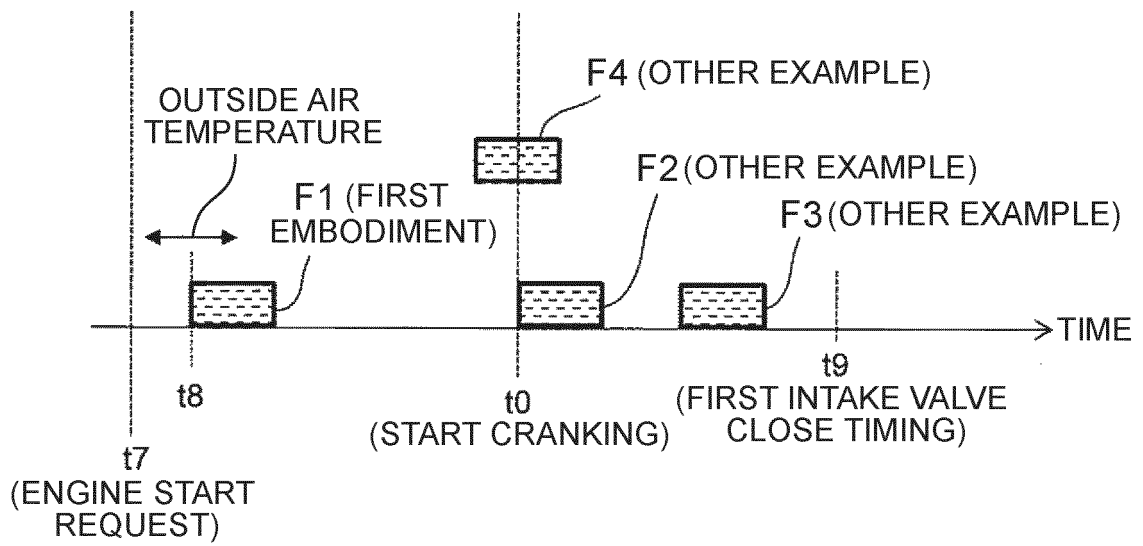 F4 (OTHER EXAMPLE)
OUTSIDE AIR
TEMPERATURE
F2 (OTHER EXAMPLE)
F1 (FIRST
EMBODIMENT)
F3 (OTHER EXAMPLE)
TIME
t8
t0
(START CRANKING)
t9
(FIRST INTAKE VALVE
CLOSE TIMING)
t7
(ENGINE START
REQUEST)